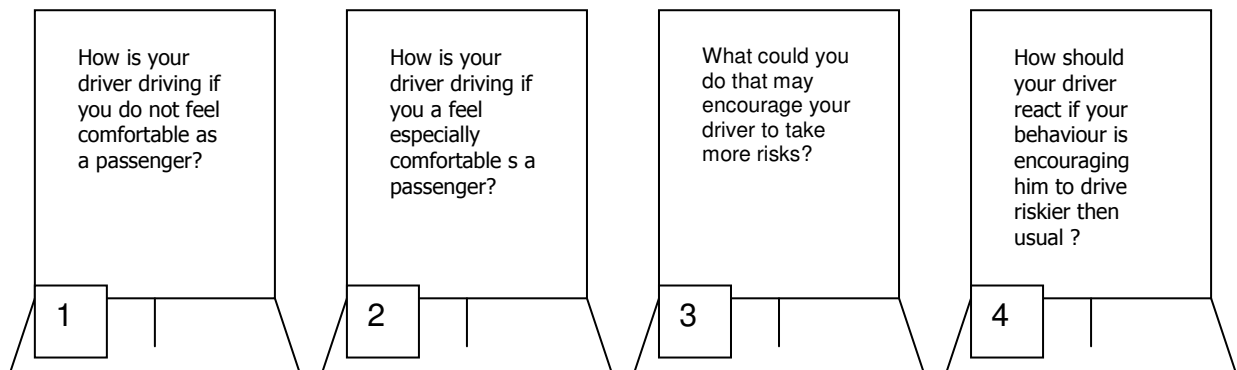 How is your
driver driving if
you do not feel
comfortable as
a passenger?
1
How is your
driver driving if
you a feel
especially
comfortable s a
passenger?
2
What could you
do that may
encourage your
driver to take
more risks?
3
How should
your driver
react if your
behaviour is
encouraging
him to drive
riskier then
usual ?
4